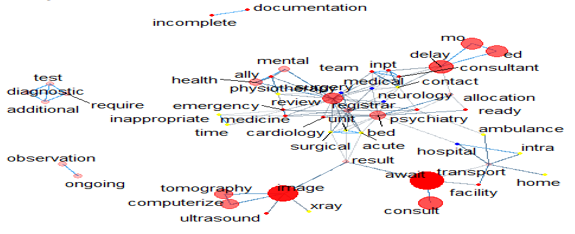 documentation
incomplete
mo
delay
ed
mental
team
inpt
consultant
test
health
ally
surgery
medical
contact
diagnostic
physiotherapy
neurology
additional
require
emergency
review
registrar
allocation
inappropriate
medicine
unit
psychiatry
ready
time
cardiology
bed
ambulance
surgical
acute
hospital
intra
observation
result
ongoing
await
transport
home
tomography
image
facility
computerize
consult
ultrasound
xray